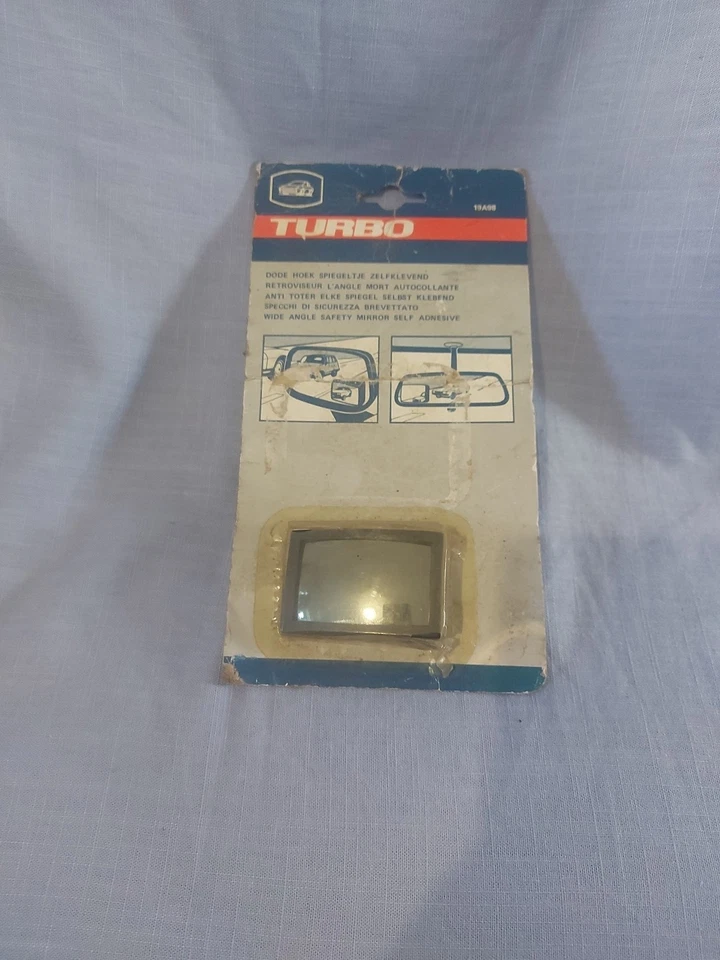 TURBO
DODE HOEK SPIEGELTJE ZELFKLEVEND
RETROVISEUR L'ANGLE MORT AUTOCOLLANTE
ANTI TOTER ELKE SPIEGEL SELBST KLEBEND
SPECCHI DI SICUREZZA BREVETTATO
WIDE ANGLE SAFETY MIRROR SELF ADNESIVE